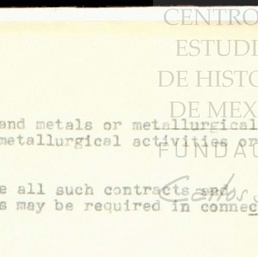 CENTRO
ESTUDI
DE HISTO
DE MEX
FUNDA
and metals or metallurgical
metallurgical activities or
e all such contracts and
s may be required in connec